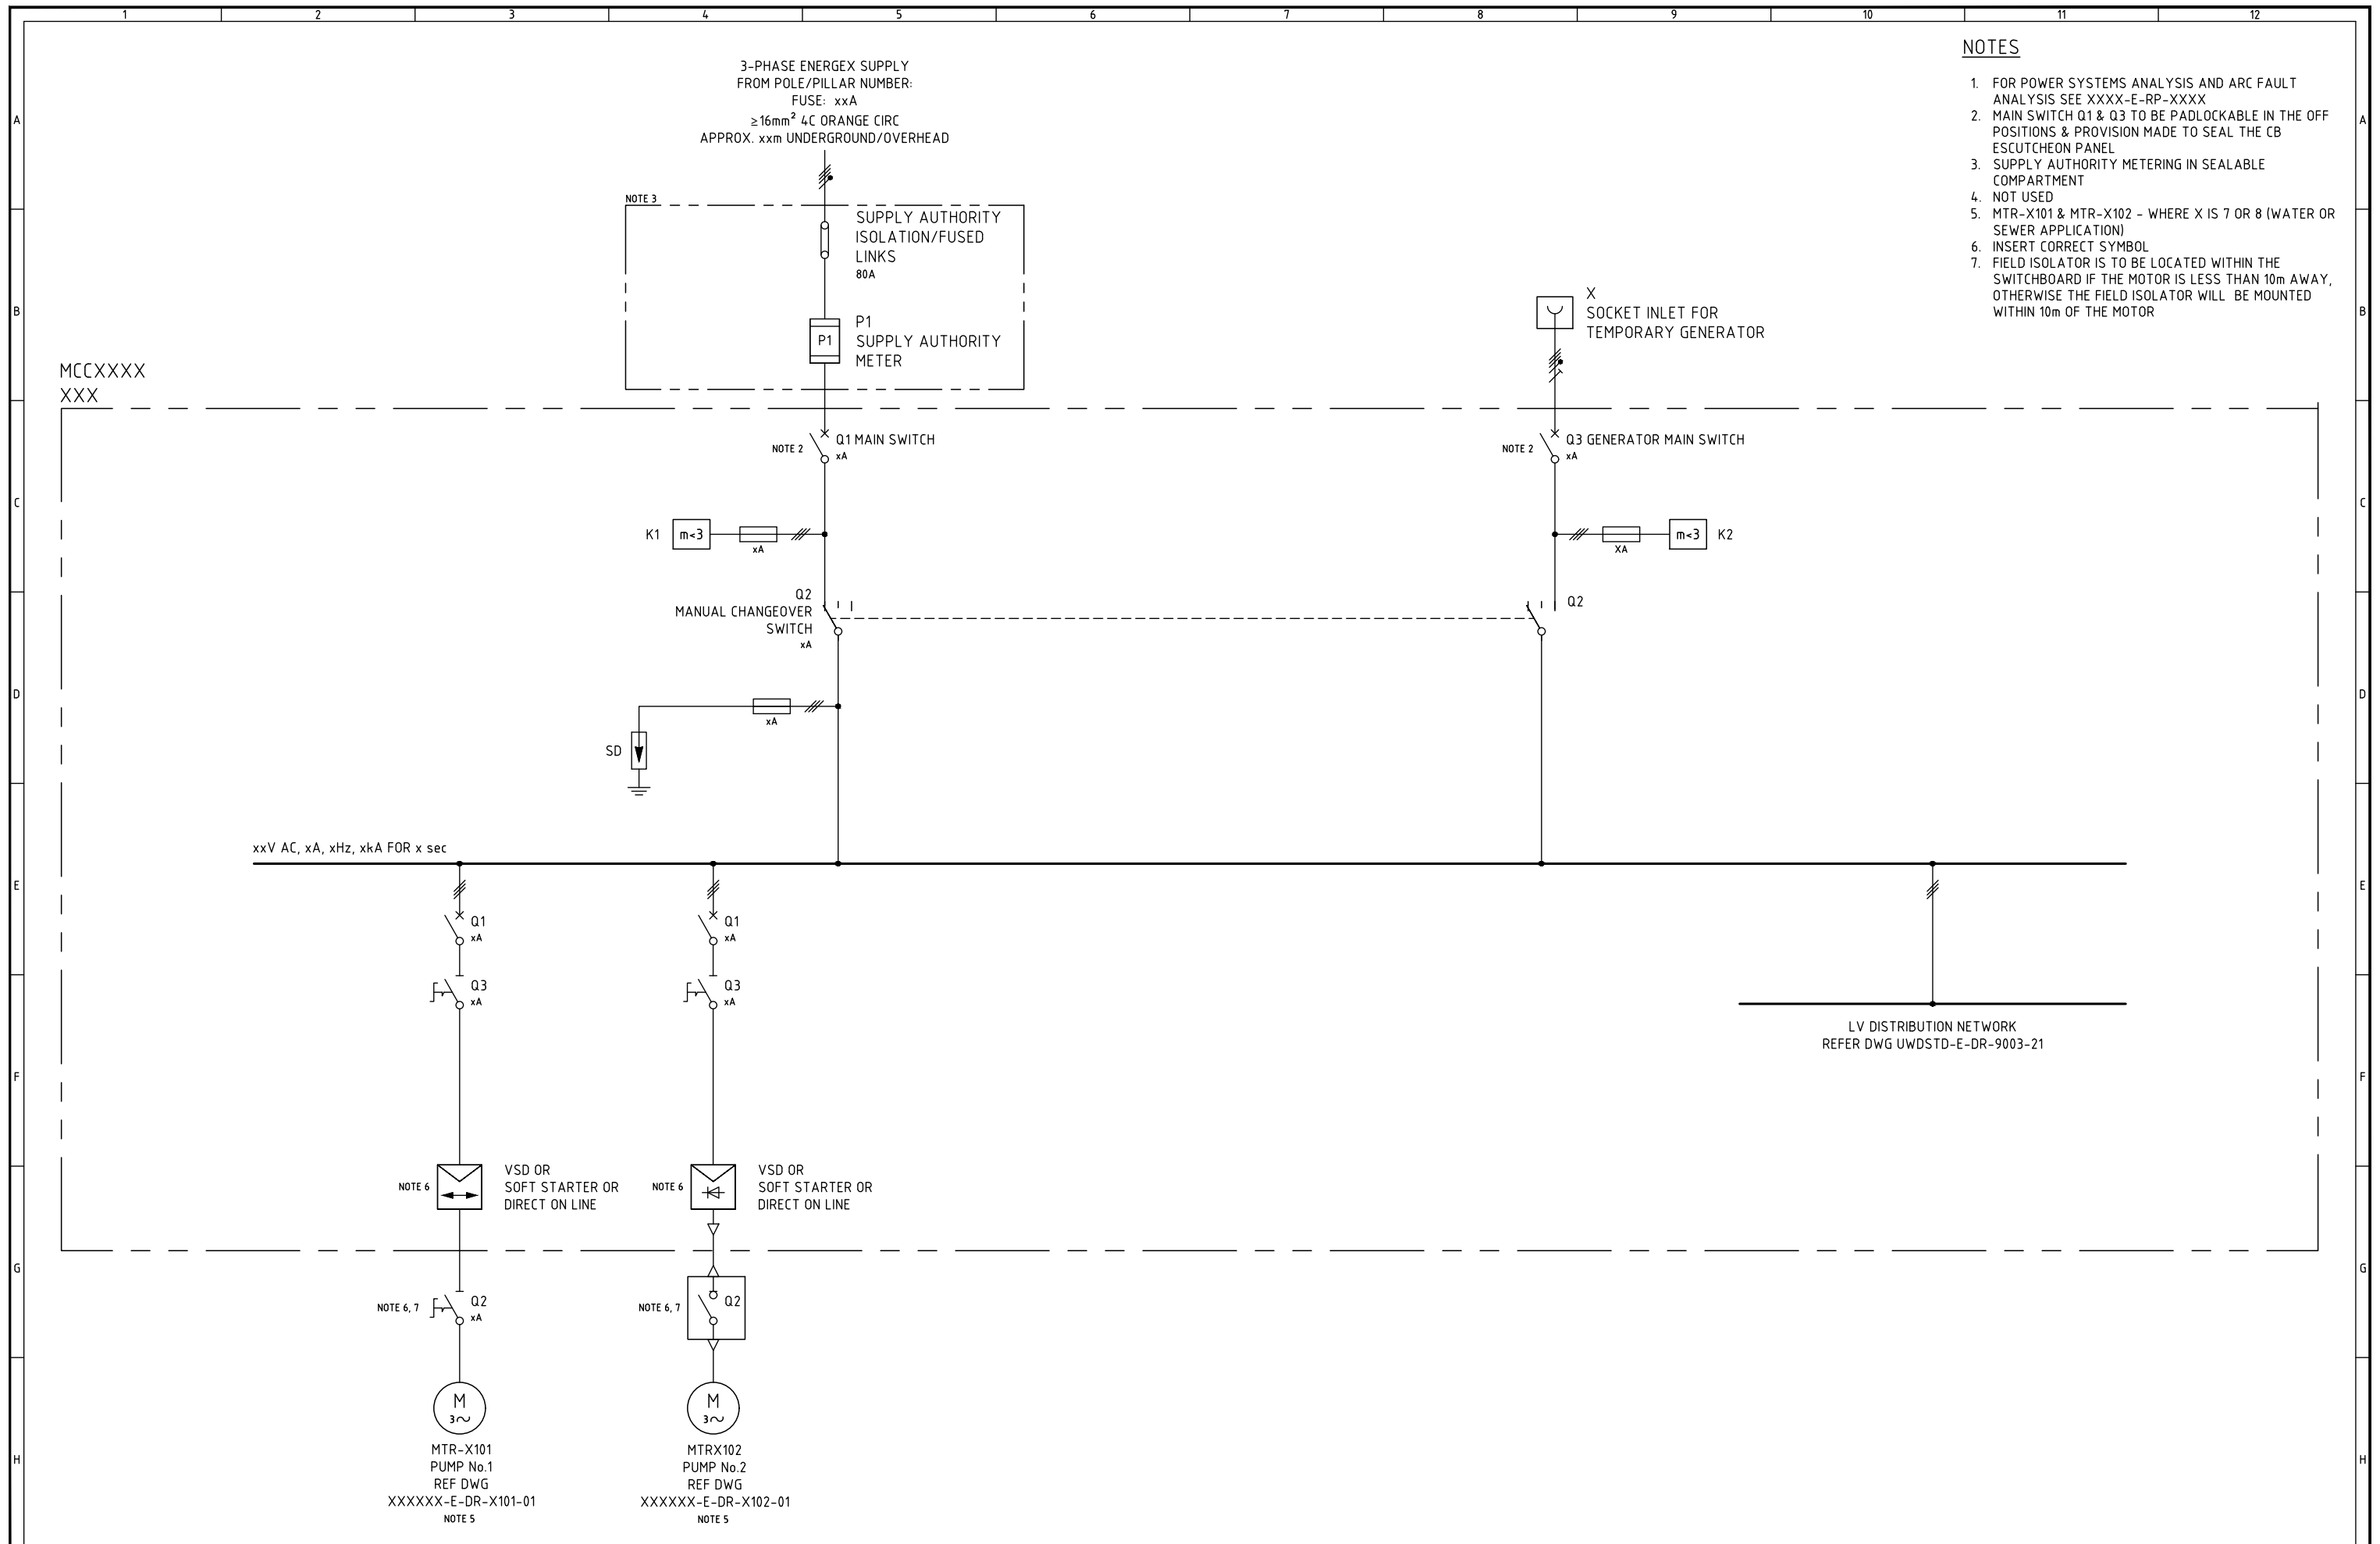 1 2 3 4 5 6 7 8 9 10 11 12
A
B
C
D
E
F
G
H
A
B
C
D
E
F
G
H
3-PHASE ENERGEX SUPPLY
FROM POLE/PILLAR NUMBER:
FUSE: xxA
≥16mm² 4C ORANGE CIRC
APPROX. xxm UNDERGROUND/OVERHEAD
NOTES
1. FOR POWER SYSTEMS ANALYSIS AND ARC FAULT
ANALYSIS SEE XXXX-E-RP-XXXX
2. MAIN SWITCH Q1 & Q3 TO BE PADLOCKABLE IN THE OFF
POSITIONS & PROVISION MADE TO SEAL THE CB
ESCUTCHEON PANEL
3. SUPPLY AUTHORITY METERING IN SEALABLE
COMPARTMENT
4. NOT USED
5. MTR-X101 & MTR-X102 - WHERE X IS 7 OR 8 (WATER OR
SEWER APPLICATION)
6. INSERT CORRECT SYMBOL
7. FIELD ISOLATOR IS TO BE LOCATED WITHIN THE
SWITCHBOARD IF THE MOTOR IS LESS THAN 10m AWAY,
OTHERWISE THE FIELD ISOLATOR WILL BE MOUNTED
WITHIN 10m OF THE MOTOR
NOTE 3
SUPPLY AUTHORITY
ISOLATION/FUSED
LINKS
80A
P1
P1
SUPPLY AUTHORITY
METER
X
SOCKET INLET FOR
TEMPORARY GENERATOR
MCCXXXX
XXX
NOTE 2
Q1 MAIN SWITCH
xA
NOTE 2
Q3 GENERATOR MAIN SWITCH
xA
K1
m<3
xA
XA
m<3
K2
Q2
MANUAL CHANGEOVER
SWITCH
xA
Q2
xA
SD
xxV AC, xA, xHz, xkA FOR x sec
Q1
xA
Q1
xA
Q3
xA
Q3
xA
LV DISTRIBUTION NETWORK
REFER DWG UWDSTD-E-DR-9003-21
NOTE 6
VSD OR
SOFT STARTER OR
DIRECT ON LINE
NOTE 6
VSD OR
SOFT STARTER OR
DIRECT ON LINE
NOTE 6, 7
Q2
xA
NOTE 6, 7
Q2
M
3~
M
3~
MTR-X101
PUMP No.1
REF DWG
XXXXXX-E-DR-X101-01
NOTE 5
MTRX102
PUMP No.2
REF DWG
XXXXXX-E-DR-X102-01
NOTE 5